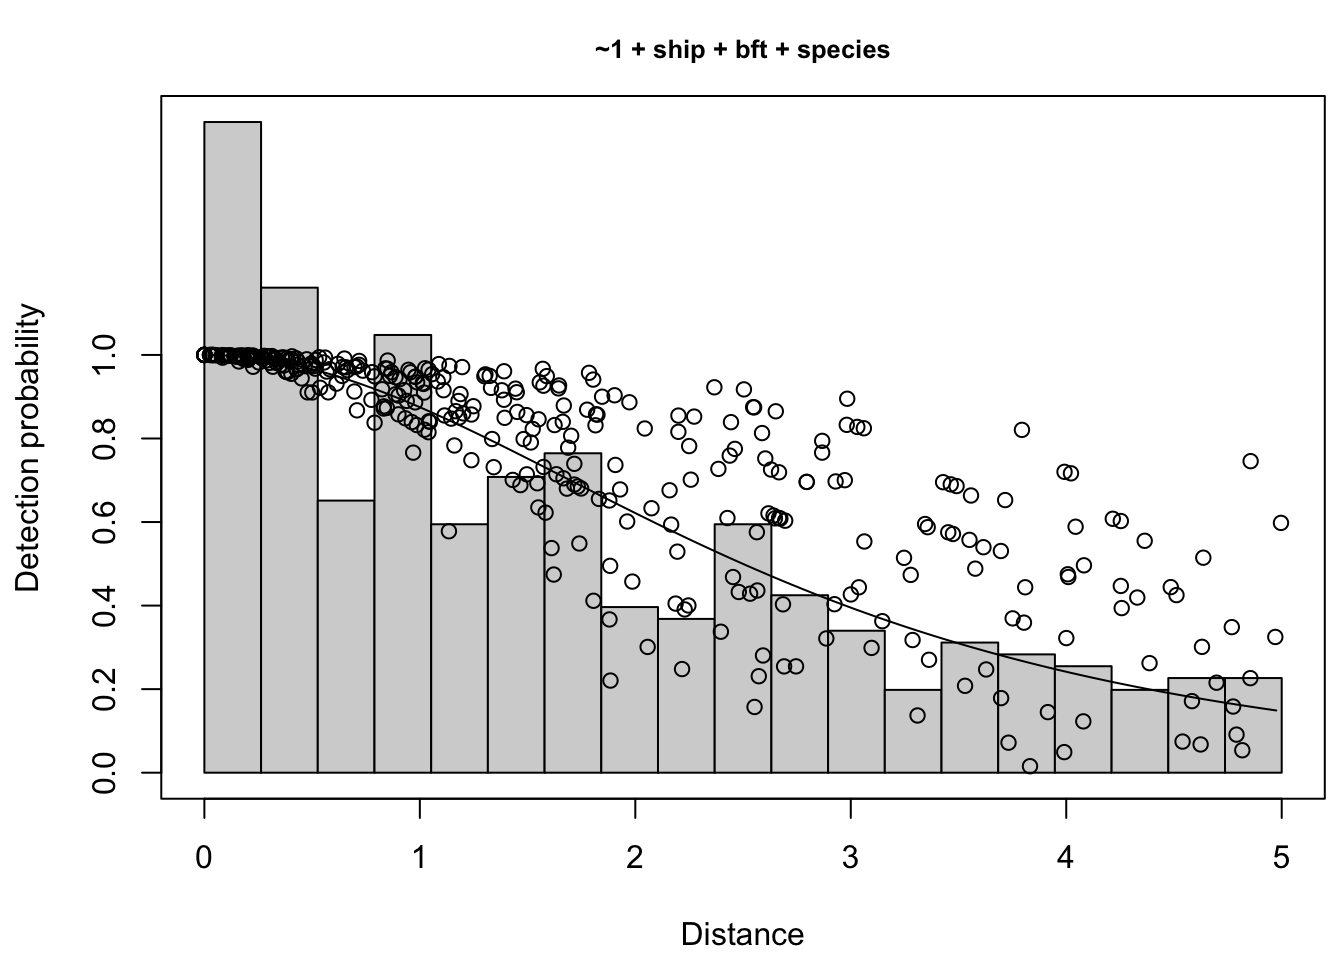 ~1 + ship + bft + species
Detection probability
1.0
0.8
0.6
0.4
0.2
0.0
0 1 2 3 4 5
Distance